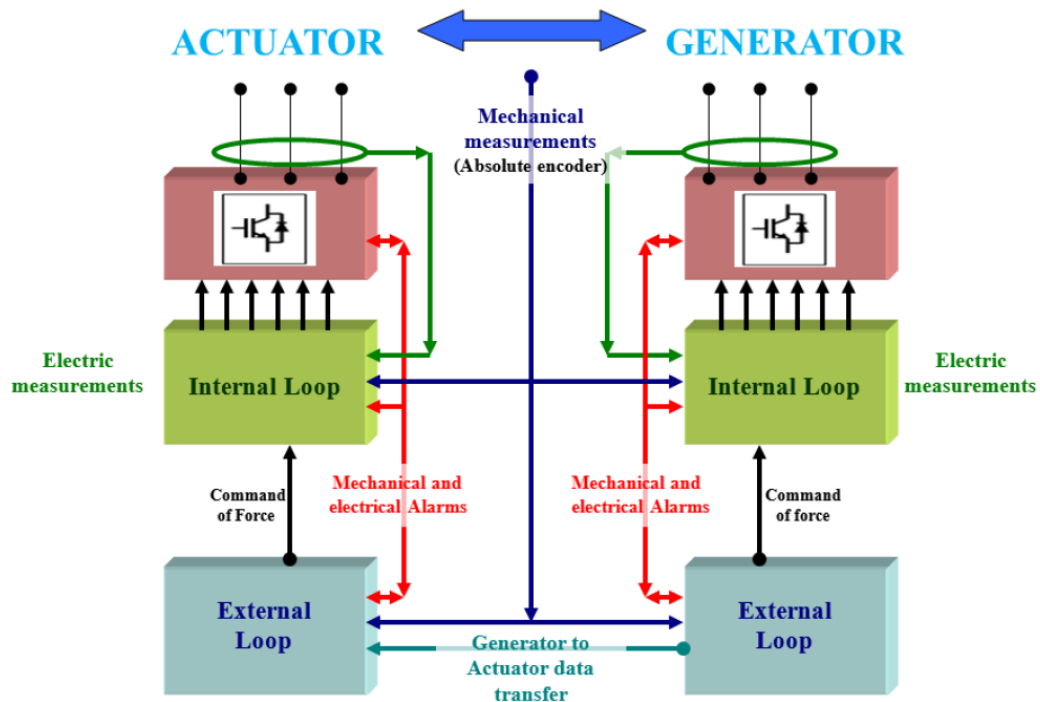 ACTUATOR
GENERATOR
Mechanical
measurements
(Absolute encoder)
Electric
measurements
Internal Loop
Internal Loop
Electric
measurements
Mechanical and
electrical Alarms
Mechanical and
electrical Alarms
Command
of Force
Command
of force
External
Loop
External
Loop
Generator to
Actuator data
transfer